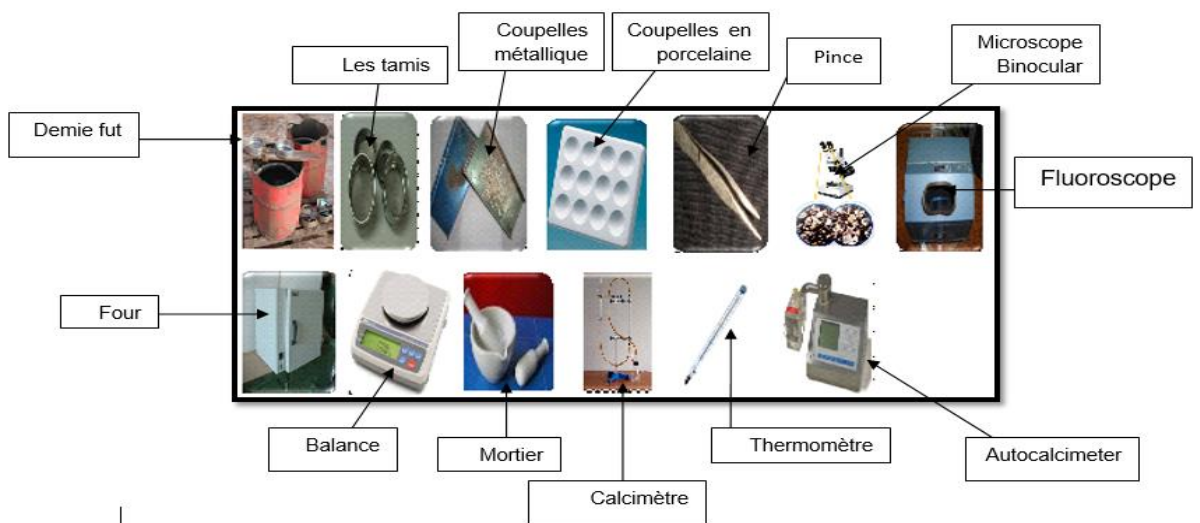 Les tamis
Coupelles
métallique
Coupelles en
porcelaine
Pince
Microscope
Binocular
Demie fut
Fluoroscope
Four
Balance
Mortier
Calcimètre
Thermomètre
Autocalcimeter